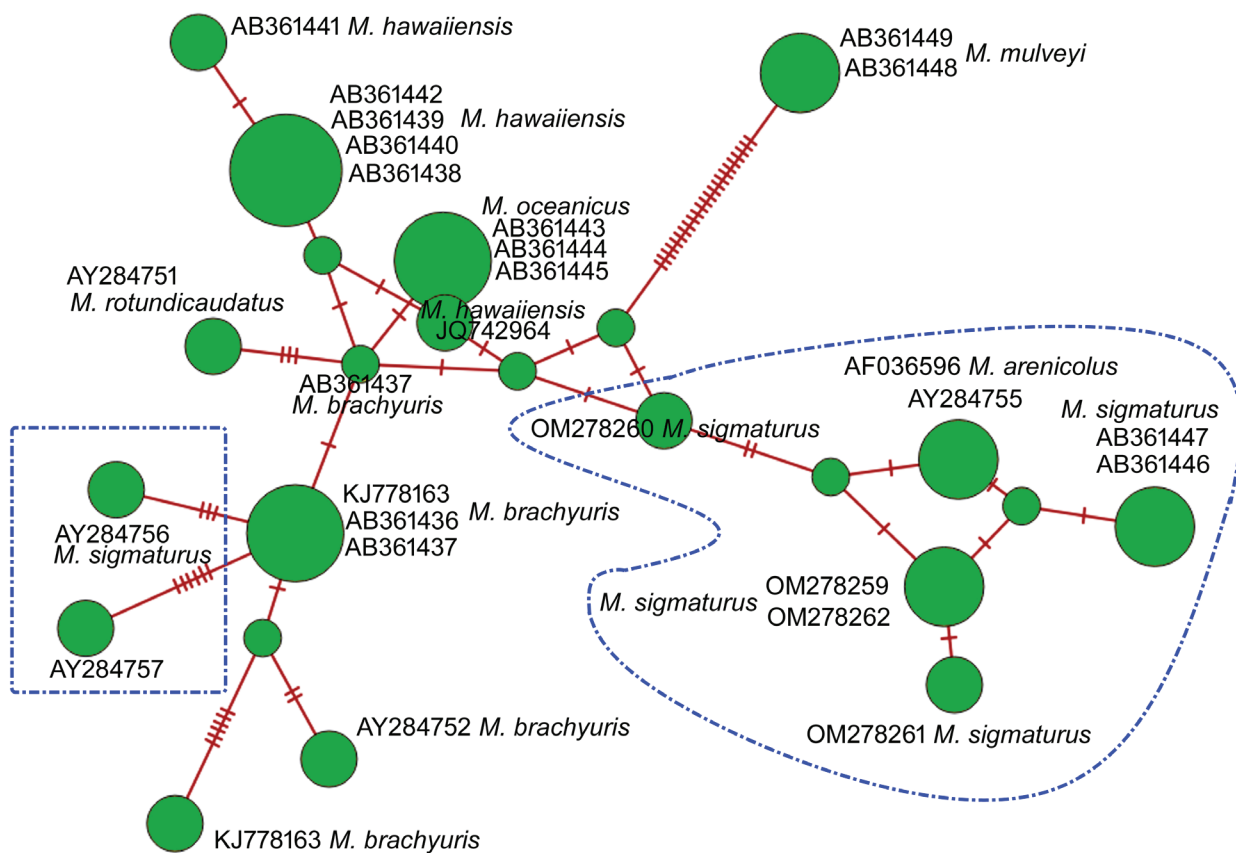 AB361441 M. hawaiiensis
AB361449
AB361448
M. mulveyi
AB361442
AB361439
AB361440
AB361438
M. hawaiiensis
M. oceanicus
AB361443
AB361444
AB361445
AY284751
M. rotundicaudatus
M. hawaiiensis
JQ742964
AB361437
M. brachyuris
AF036596 M. arenicolus
AY284755
M. sigmaturus
AB361447
AB361446
OM278260 M. sigmaturus
KJ778163
AB361436
AB361437
M. brachyuris
AY284756
M. sigmaturus
AY284757
M. sigmaturus
OM278259
OM278262
OM278261 M. sigmaturus
AY284752 M. brachyuris
KJ778163 M. brachyuris